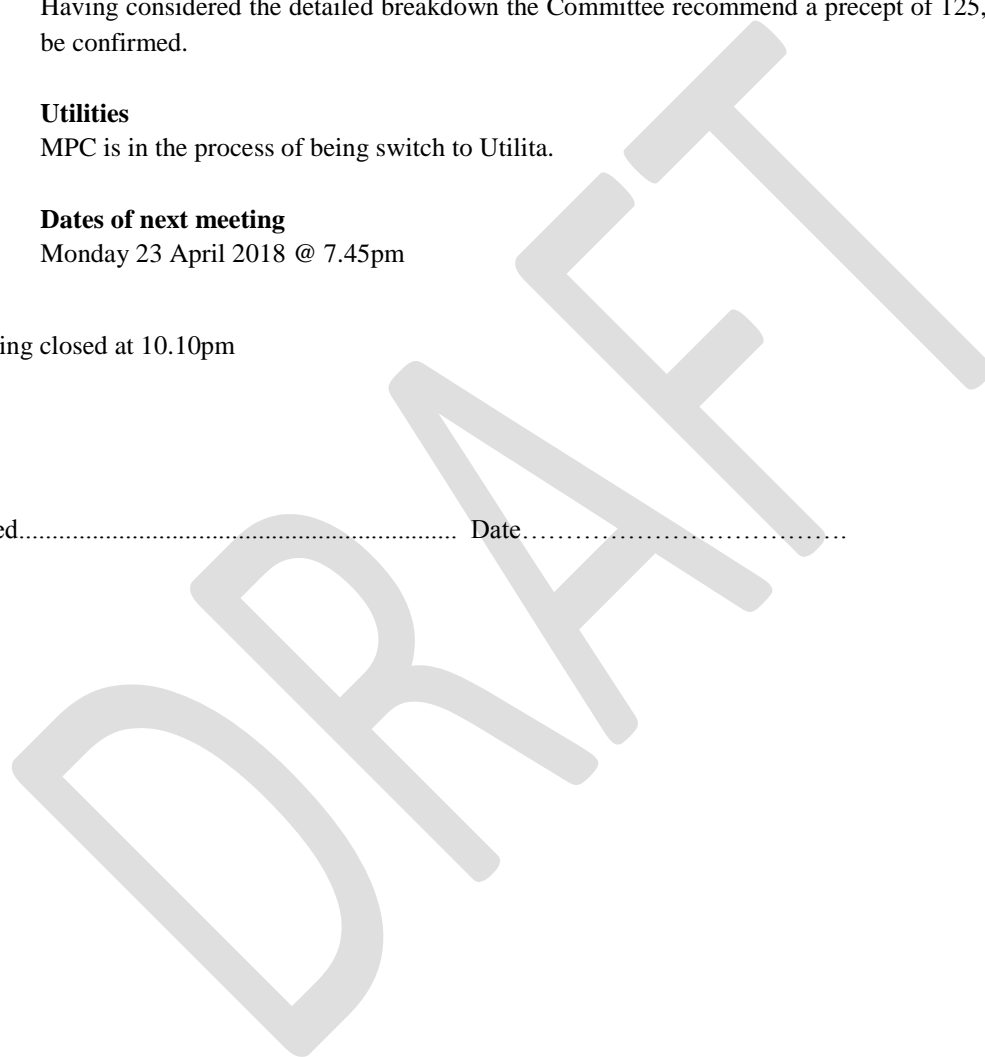 Having considered the detailed breakdown the Committee recommend a precept of 125,
be confirmed.
Utilities
MPC is in the process of being switch to Utilita.
Dates of next meeting
Monday 23 April 2018 @ 7.45pm
ing closed at 10.10pm
ed.................................................................. Date……………………………….
DRAFT